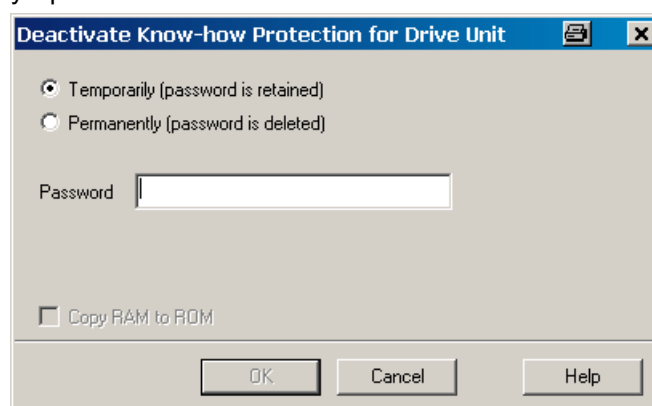 Deactivate Know-how Protection for Drive Unit
Temporarily (password is retained)
Permanently (password is deleted)
Password
Copy RAM to ROM
OK Cancel Help